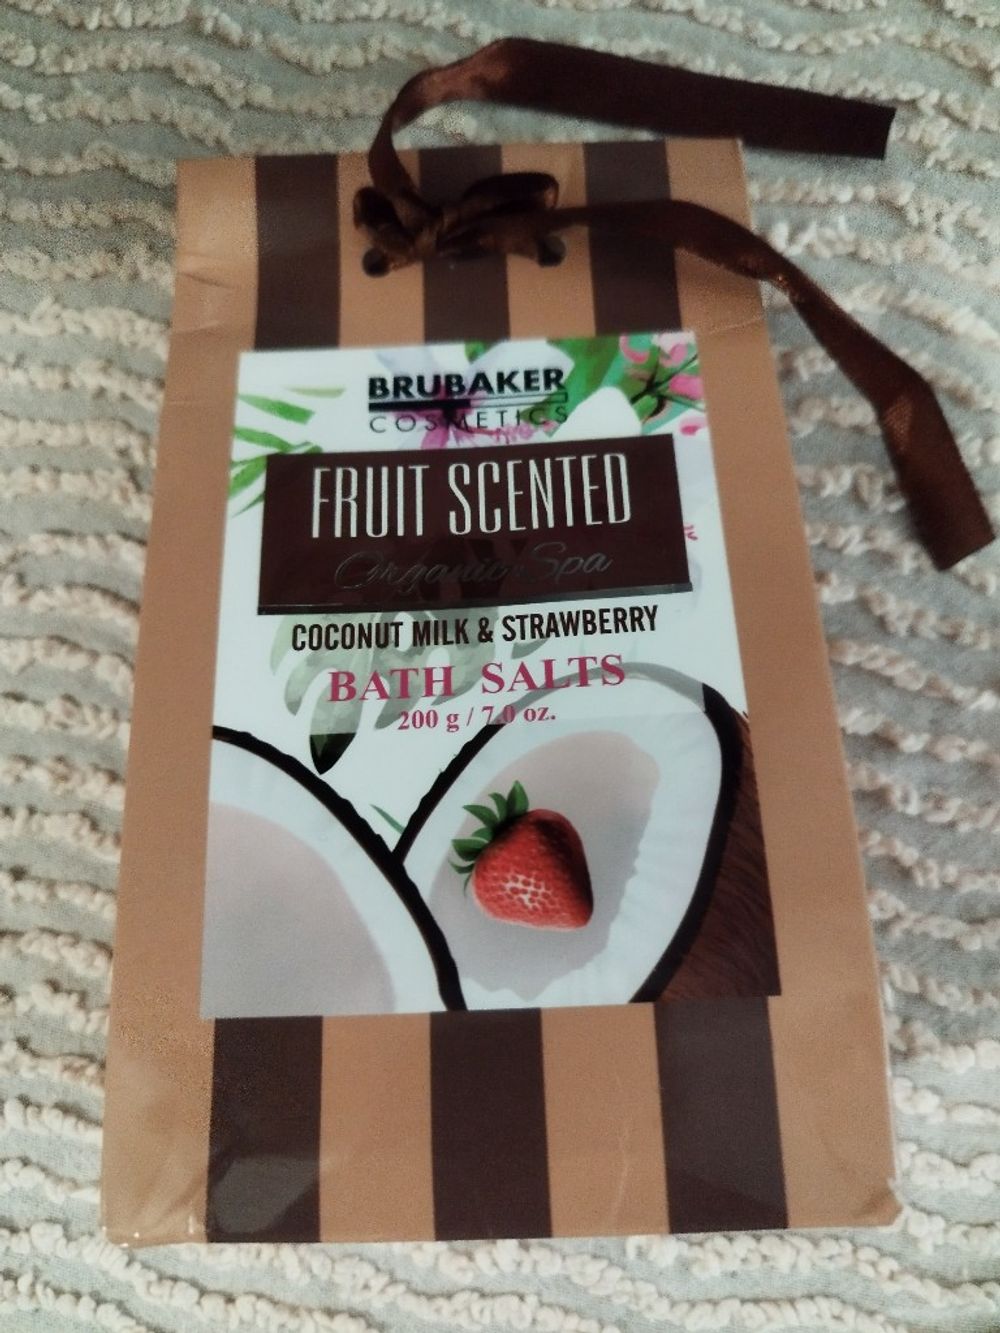 BRUBAKER
COSMETICS
FRUIT SCENTED
Organic Spa
COCONUT MILK & STRAWBERRY
BATH SALTS
200 g / 7.0 oz.